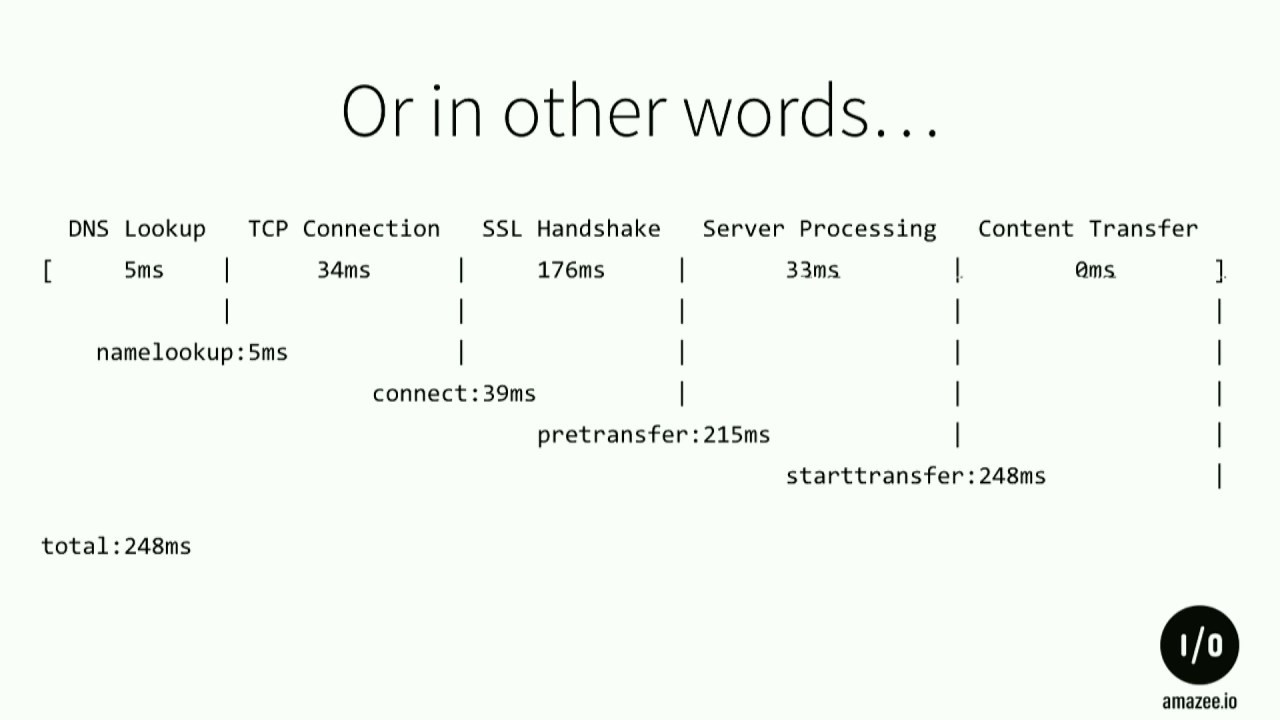 Or in other words...
DNS Lookup   TCP Connection   SSL Handshake   Server Processing   Content Transfer
[     5ms    |      34ms      |     176ms     |       33ms        |       0ms       ]
             |                |               |                   |                 |
    namelookup:5ms            |               |                   |                 |
                        connect:39ms          |                   |                 |
                                    pretransfer:215ms             |                 |
                                                      starttransfer:248ms           |
total:248ms
I/O
amazee.io